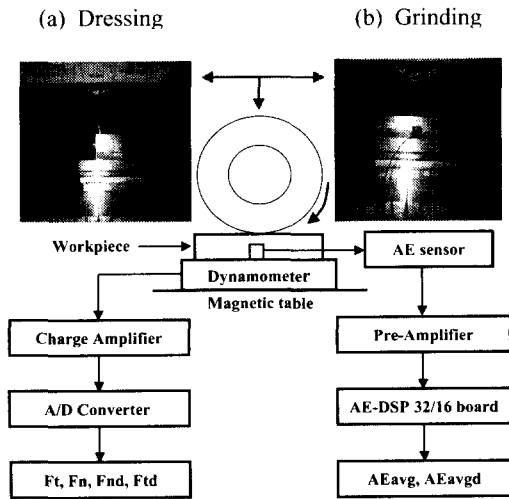 (a) Dressing
(b) Grinding
Workpiece
AE sensor
Dynamometer
Magnetic table
Charge Amplifier
Pre-Amplifier
A/D Converter
AE-DSP 32/16 board
Ft, Fn, Fnd, Ftd
AEavg, AEavgd